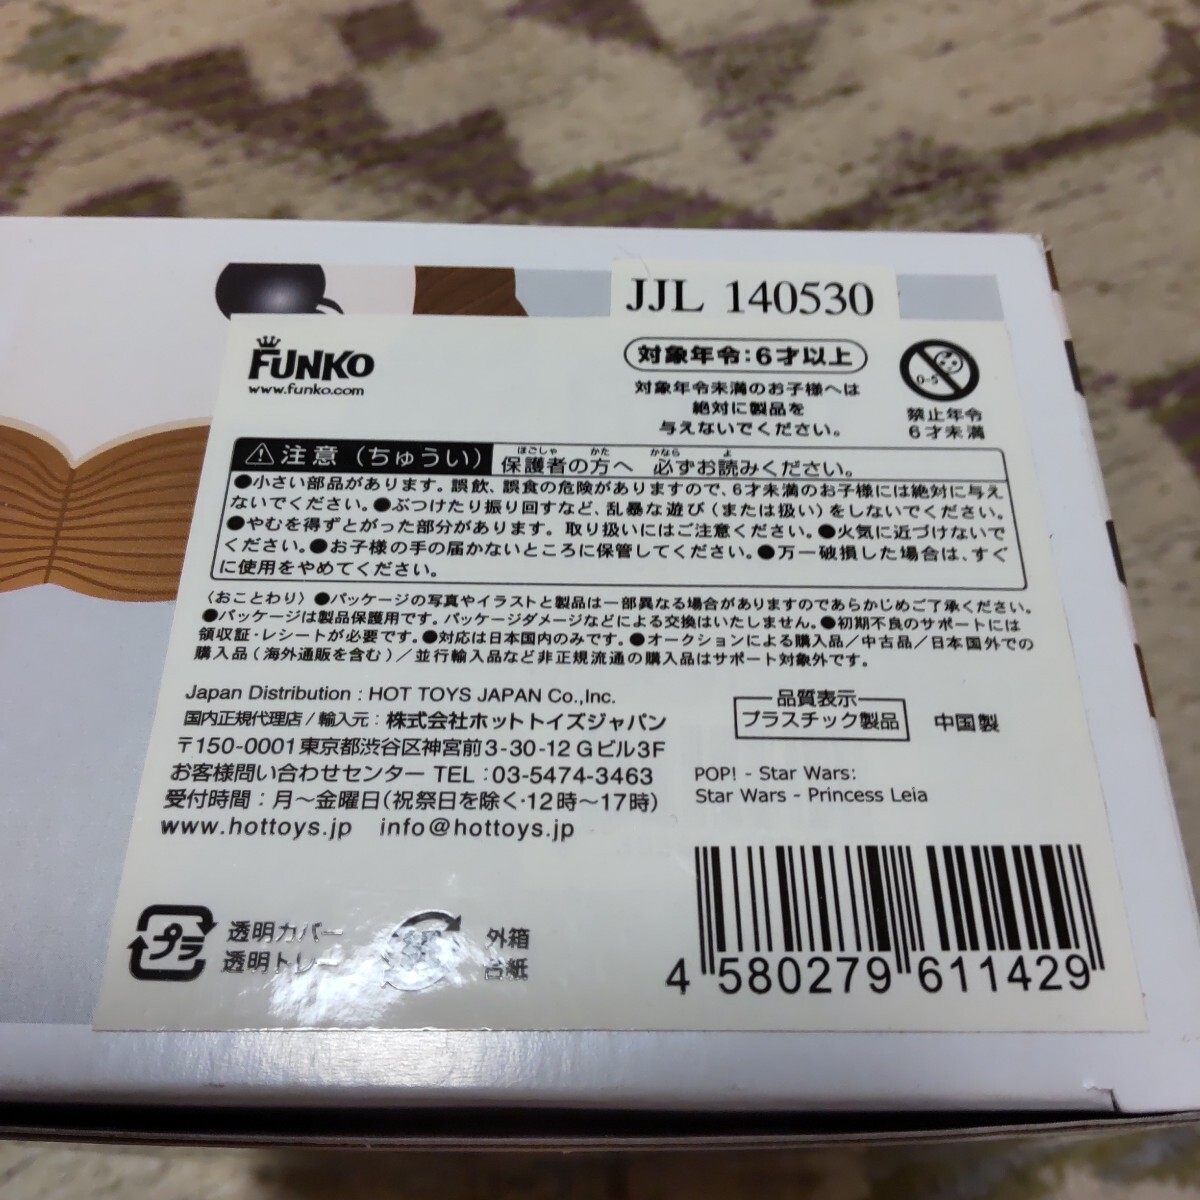 JJL 140530
FUNKO
www.funko.com
対象年令:6才以上
対象年令未満のお子様へは
絶対に製品を
与えないでください。
0-5
禁止年令
6才未満
注意(ちゅうい)
保護者の方へ 必ずお読みください。
ほごしゃ かた かなら よ
●小さい部品があります。誤飲、誤食の危険がありますので、6才未満のお子様には絶対に与え
ないでください。●ぶつけたり振り回すなど、乱暴な遊び(または扱い)をしないでください。
●やむを得ずとがった部分があります。取り扱いにはご注意ください。●火気に近づけないで
ください。●お子様の手の届かないところに保管してください。●万一破損した場合は、すぐ
に使用をやめてください。
〈おことわり〉●パッケージの写真やイラストと製品は一部異なる場合がありますのであらかじめご了承ください。
●パッケージは製品保護用です。パッケージダメージなどによる交換はいたしません。●初期不良のサポートには
領収証・レシートが必要です。●対応は日本国内のみです。●オークションによる購入品/中古品/日本国外での
購入品(海外通販を含む)/並行輸入品など非正規流通の購入品はサポート対象外です。
Japan Distribution : HOT TOYS JAPAN Co.,Inc.
国内正規代理店/輸入元:株式会社ホットトイズジャパン
〒150-0001東京都渋谷区神宮前3-30-12 Gビル3F
お客様問い合わせセンター TEL:03-5474-3463
受付時間:月〜金曜日(祝祭日を除く・12時〜17時)
www.hottoys.jp info@hottoys.jp
品質表示
プラスチック製品 中国製
POP! - Star Wars:
Star Wars - Princess Leia
プラ
透明カバー
透明トレー
外箱
台紙
4 580279 611429